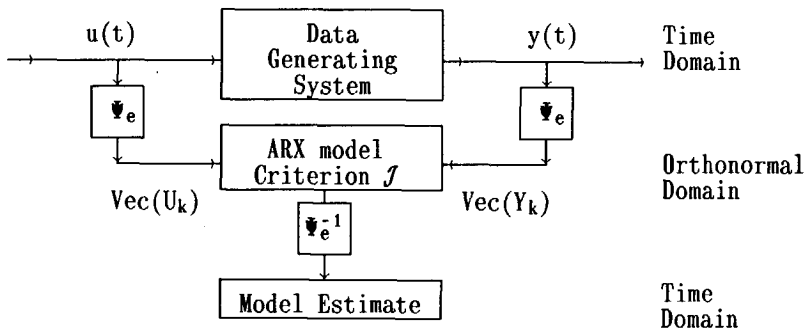 u(t)
Data
Generating
System
y(t)
Time
Domain
Ψe
Ψe
ARX model
Criterion 𝒥
Orthonormal
Domain
Vec(Uk)
Vec(Yk)
Ψe^-1
Model Estimate
Time
Domain